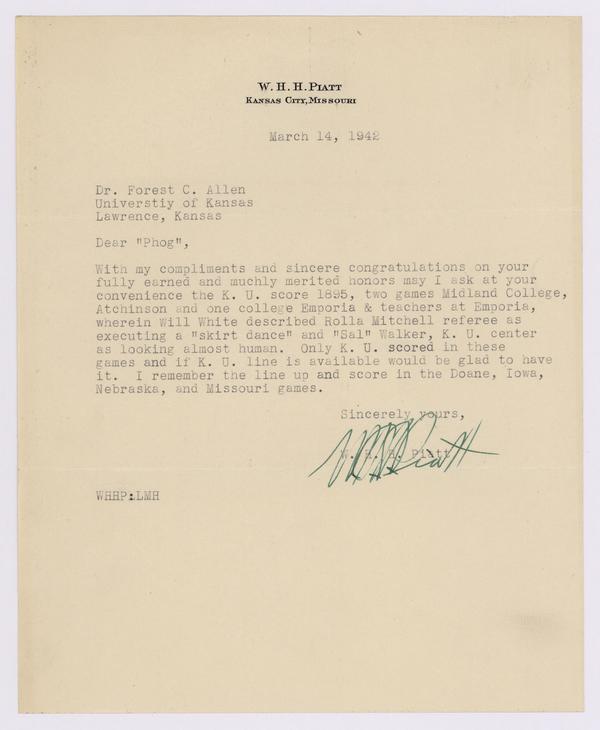 W. H. H. PIATT
KANSAS CITY, MISSOURI
March 14, 1942
Dr. Forest C. Allen
Universtiy of Kansas
Lawrence, Kansas
Dear "Phog",
With my compliments and sincere congratulations on your
fully earned and muchly merited honors may I ask at your
convenience the K. U. score 1895, two games Midland College,
Atchinson and one college Emporia & teachers at Emporia,
wherein Will White described Rolla Mitchell referee as
executing a "skirt dance" and "Sal" Walker, K. U. center
as looking almost human.  Only K. U. scored in these
games and if K. U. line is available would be glad to have
it.  I remember the line up and score in the Doane, Iowa,
Nebraska, and Missouri games.
Sincerely yours,
W H H Piatt
W. H. H. Piatt
WHHP:LMH